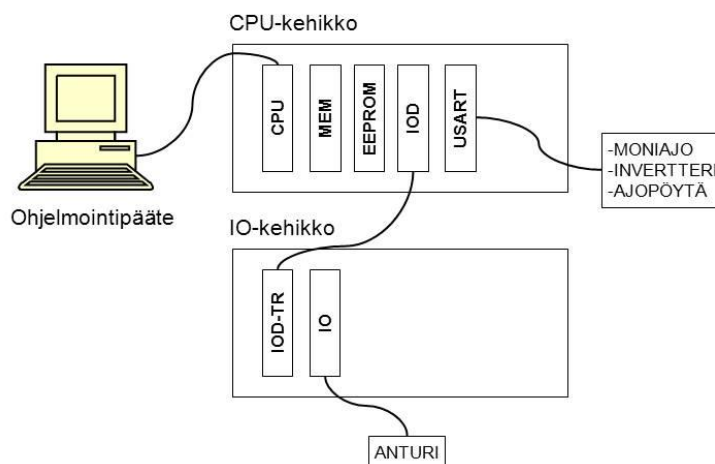 CPU-kehikko
CPU
MEM
EEPROM
IOD
USART
-MONIAJO
-INVERTTERI
-AJOPÖYTÄ
Ohjelmointipääte
IO-kehikko
IOD-TR
IO
ANTURI